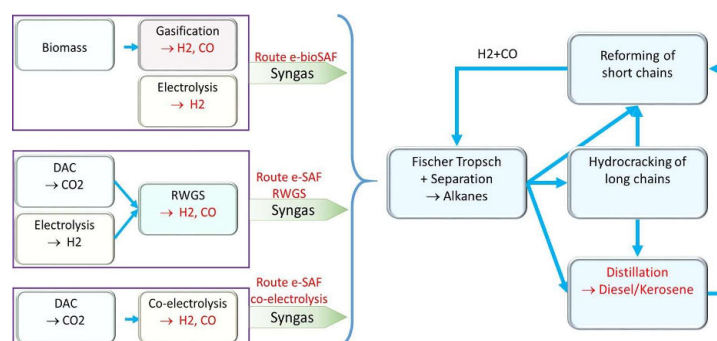 Biomass
Gasification
→ H2, CO
Electrolysis
→ H2
Route e-bioSAF
Syngas
DAC
→ CO2
Electrolysis
→ H2
RWGS
→ H2, CO
Route e-SAF
RWGS
Syngas
DAC
→ CO2
Co-electrolysis
→ H2, CO
Route e-SAF
co-electrolysis
Syngas
H2+CO
Fischer Tropsch
+ Separation
→ Alkanes
Reforming of
short chains
Hydrocracking of
long chains
Distillation
→ Diesel/Kerosene